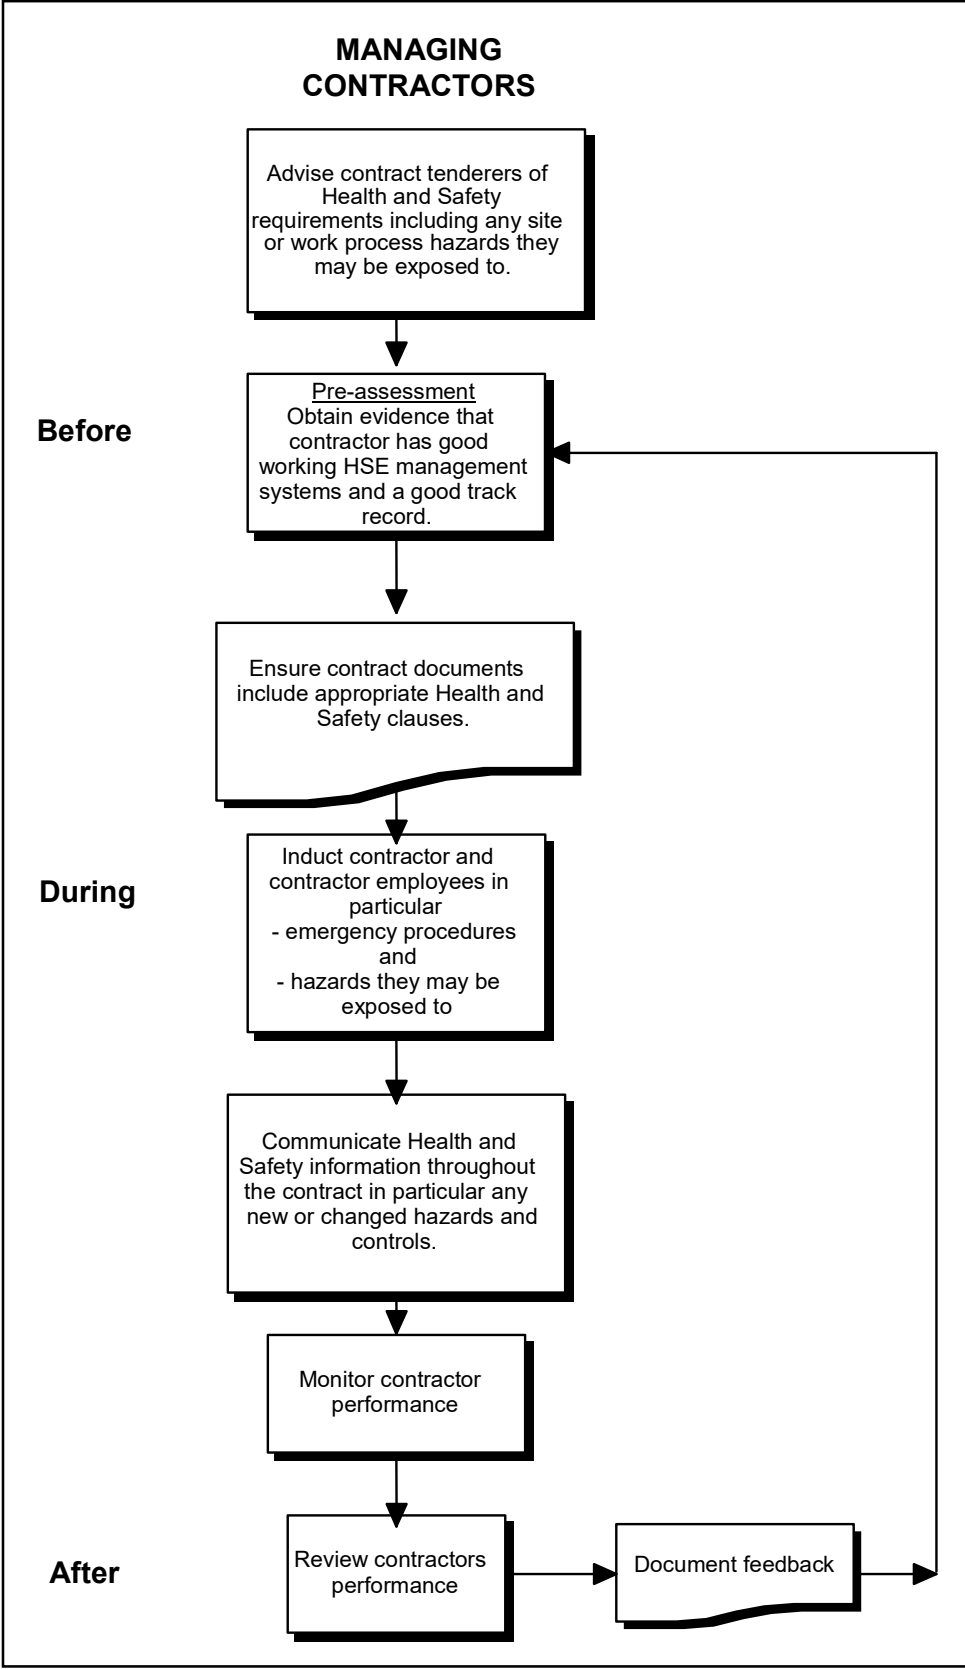 MANAGING
CONTRACTORS
Advise contract tenderers of
Health and Safety
requirements including any site
or work process hazards they
may be exposed to.
Before
Pre-assessment
Obtain evidence that
contractor has good
working HSE management
systems and a good track
record.
Ensure contract documents
include appropriate Health and
Safety clauses.
During
Induct contractor and
contractor employees in
particular
- emergency procedures
and
- hazards they may be
exposed to
Communicate Health and
Safety information throughout
the contract in particular any
new or changed hazards and
controls.
Monitor contractor
performance
After
Review contractors
performance
Document feedback